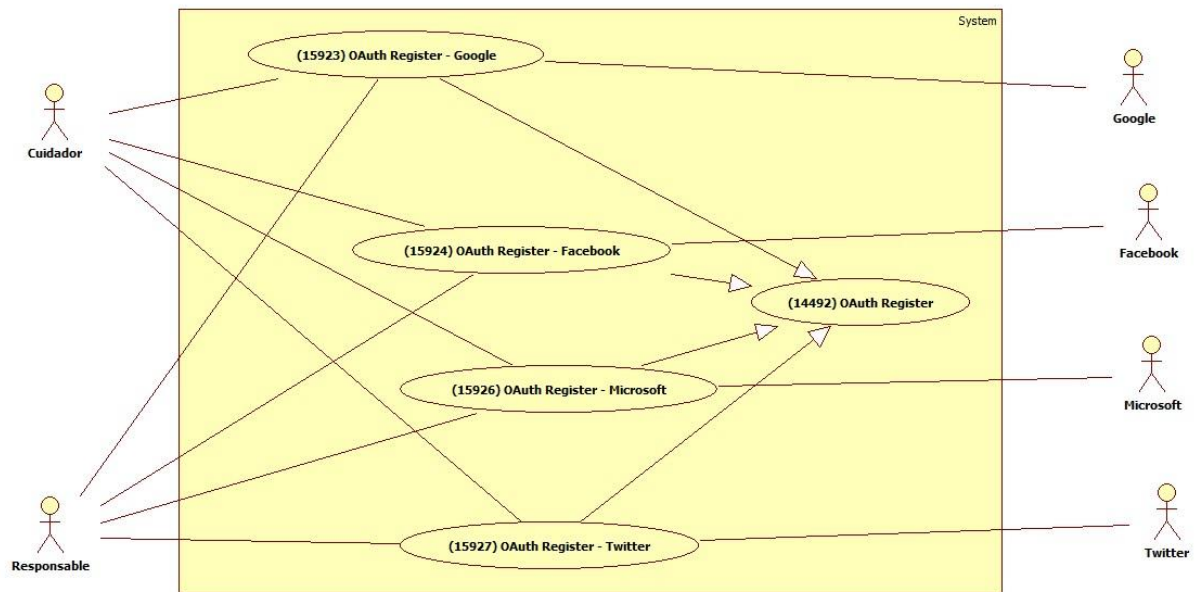 System
(15923) OAuth Register - Google
Google
Cuidador
Facebook
(15924) OAuth Register - Facebook
(14492) OAuth Register
(15926) OAuth Register - Microsoft
Microsoft
(15927) OAuth Register - Twitter
Responsable
Twitter